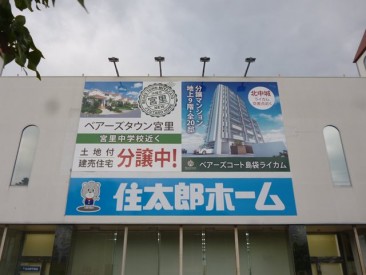 宮里
ベアーズタウン宮里
宮里中学校近く
土地付
建売住宅
分譲中!
分譲マンション
地上9階・全20邸
北中城
ライカム
ベアーズコート島袋ライカム
住太郎ホーム